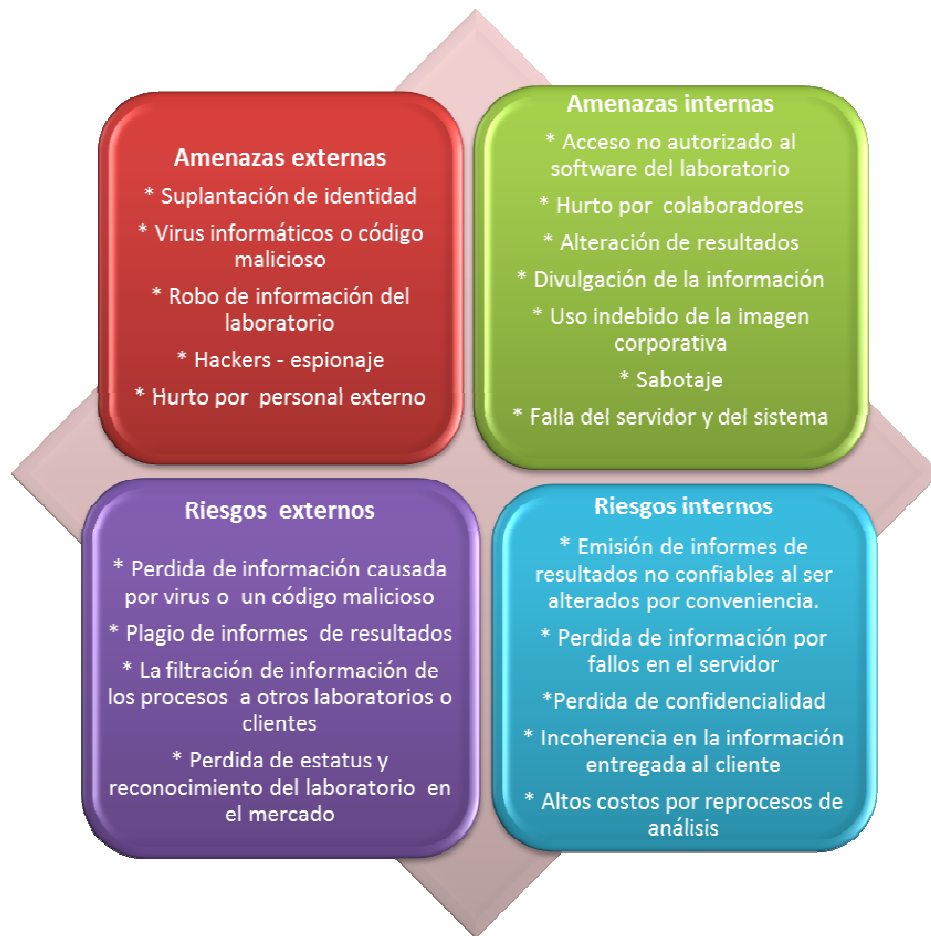 Amenazas externas
* Suplantación de identidad
* Virus informáticos o código
malicioso
* Robo de información del
laboratorio
* Hackers - espionaje
* Hurto por personal externo
Amenazas internas
* Acceso no autorizado al
software del laboratorio
* Hurto por colaboradores
* Alteración de resultados
* Divulgación de la información
* Uso indebido de la imagen
corporativa
* Sabotaje
* Falla del servidor y del sistema
Riesgos externos
* Perdida de información causada
por virus o un código malicioso
* Plagio de informes de resultados
* La filtración de información de
los procesos a otros laboratorios o
clientes
* Perdida de estatus y
reconocimiento del laboratorio en
el mercado
Riesgos internos
* Emisión de informes de
resultados no confiables al ser
alterados por conveniencia.
* Perdida de información por
fallos en el servidor
*Perdida de confidencialidad
* Incoherencia en la información
entregada al cliente
* Altos costos por reprocesos de
análisis